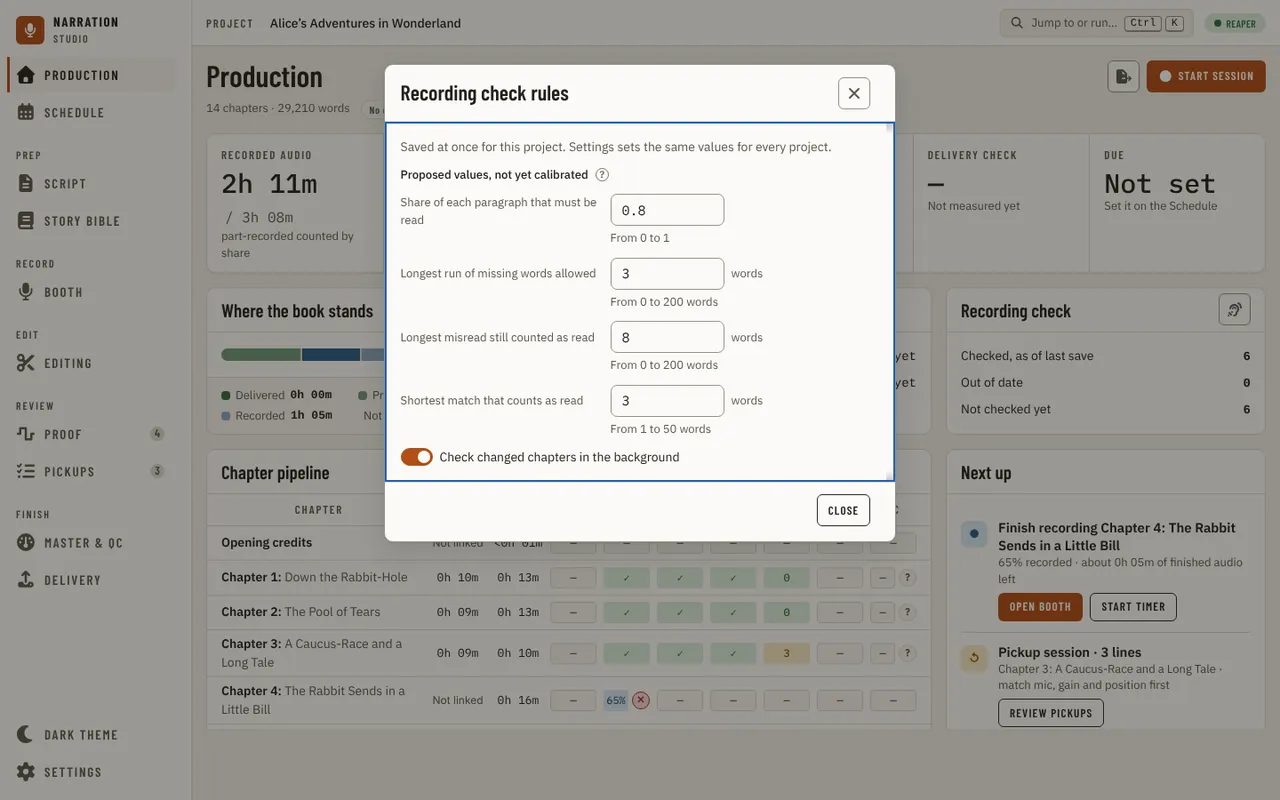 NARRATION
STUDIO
PROJECT Alice's Adventures in Wonderland
Jump to or run... Ctrl K
REAPER
PRODUCTION
SCHEDULE
PREP
SCRIPT
STORY BIBLE
RECORD
BOOTH
EDIT
EDITING
REVIEW
PROOF 4
PICKUPS 3
FINISH
MASTER & QC
DELIVERY
DARK THEME
SETTINGS
Production
14 chapters · 29,210 words
START SESSION
RECORDED AUDIO
2h 11m
/ 3h 08m
part-recorded counted by
share
DELIVERY CHECK
—
Not measured yet
DUE
Not set
Set it on the Schedule
Recording check rules
Saved at once for this project. Settings sets the same values for every project.
Proposed values, not yet calibrated ?
Share of each paragraph that must be
read
0.8
From 0 to 1
Longest run of missing words allowed 3 words
From 0 to 200 words
Longest misread still counted as read 8 words
From 0 to 200 words
Shortest match that counts as read 3 words
From 1 to 50 words
Check changed chapters in the background
CLOSE
Where the book stands
Delivered 0h 00m
Recorded 1h 05m Not
yet
yet
Recording check
Checked, as of last save 6
Out of date 0
Not checked yet 6
Chapter pipeline
CHAPTER
Opening credits Not linked <0h 01m — — — — — — —
Chapter 1: Down the Rabbit-Hole 0h 10m 0h 13m — ✓ ✓ ✓ 0 — — ?
Chapter 2: The Pool of Tears 0h 09m 0h 13m — ✓ ✓ ✓ 0 — — ?
Chapter 3: A Caucus-Race and a
Long Tale
0h 09m 0h 10m — ✓ ✓ ✓ 3 — — ?
Chapter 4: The Rabbit Sends in a
Little Bill
Not linked 0h 16m — 65% — — — — —
Next up
Finish recording Chapter 4: The Rabbit
Sends in a Little Bill
65% recorded · about 0h 05m of finished audio
left
OPEN BOOTH START TIMER
Pickup session · 3 lines
Chapter 3: A Caucus-Race and a Long Tale ·
match mic, gain and position first
REVIEW PICKUPS